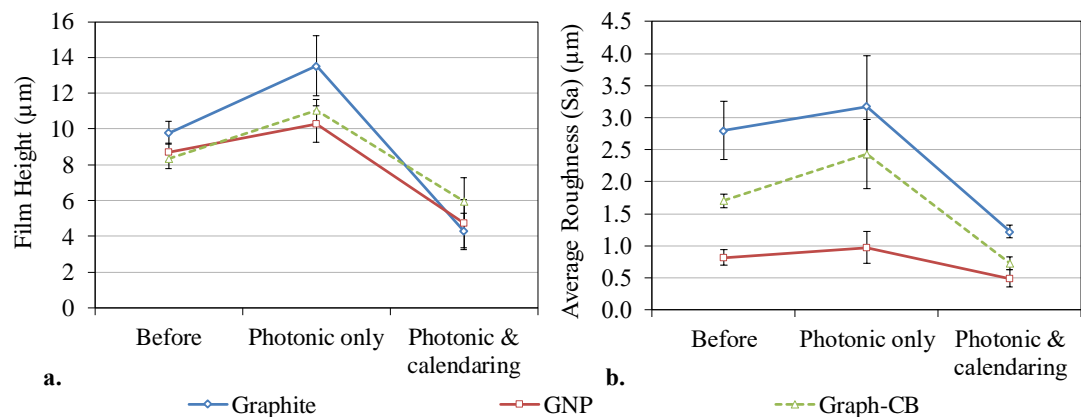 Film Height (µm)
16
14
12
10
8
6
4
2
0
Before
Photonic only
Photonic &
calendaring
a.
Average Roughness (Sa) (µm)
4.5
4.0
3.5
3.0
2.5
2.0
1.5
1.0
0.5
0.0
Before
Photonic only
Photonic &
calendaring
b.
Graphite
GNP
Graph-CB